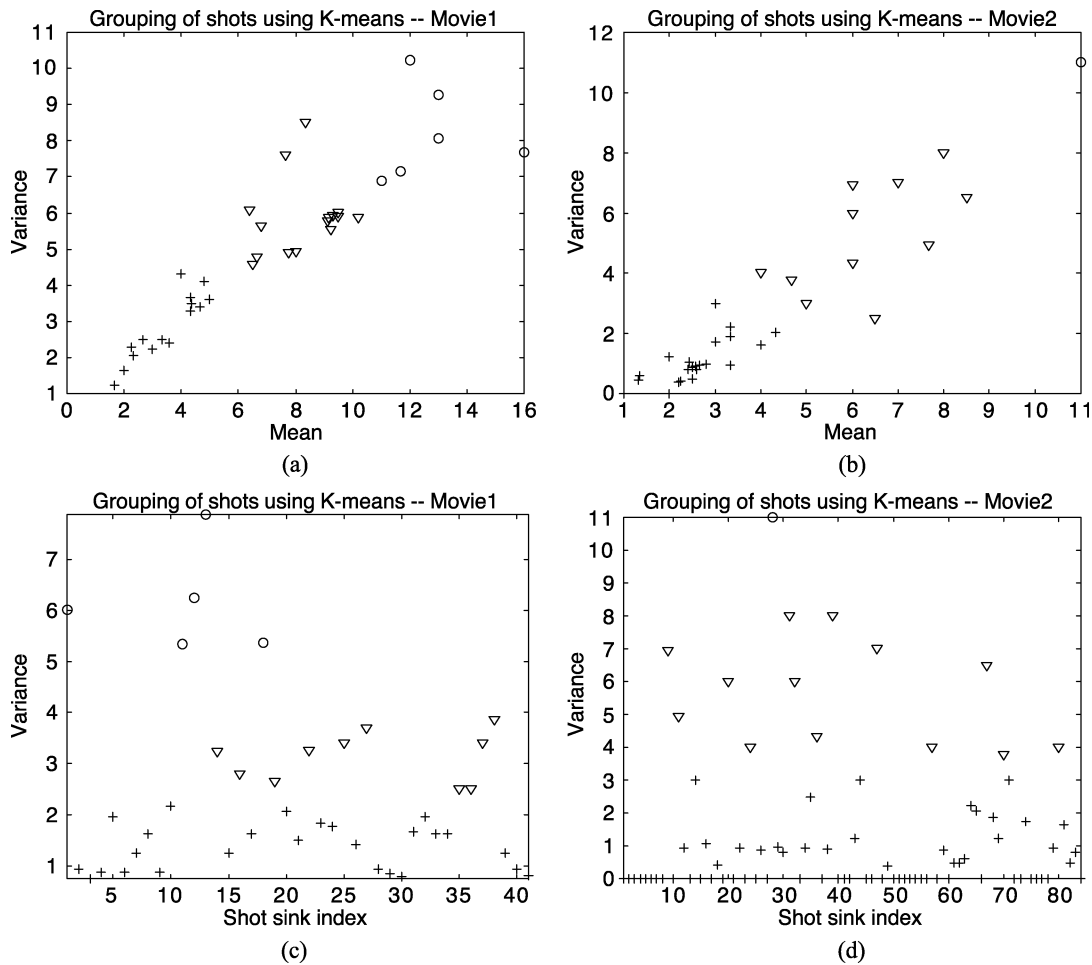 Grouping of shots using K-means -- Movie1
11
10
9
8
7
6
5
4
3
2
1
Variance
0 2 4 6 8 10 12 14 16
Mean
(a)
Grouping of shots using K-means -- Movie2
12
10
8
6
4
2
0
Variance
1 2 3 4 5 6 7 8 9 10 11
Mean
(b)
Grouping of shots using K-means -- Movie1
7
6
5
4
3
2
1
Variance
5 10 15 20 25 30 35 40
Shot sink index
(c)
Grouping of shots using K-means -- Movie2
11
10
9
8
7
6
5
4
3
2
1
0
Variance
10 20 30 40 50 60 70 80
Shot sink index
(d)